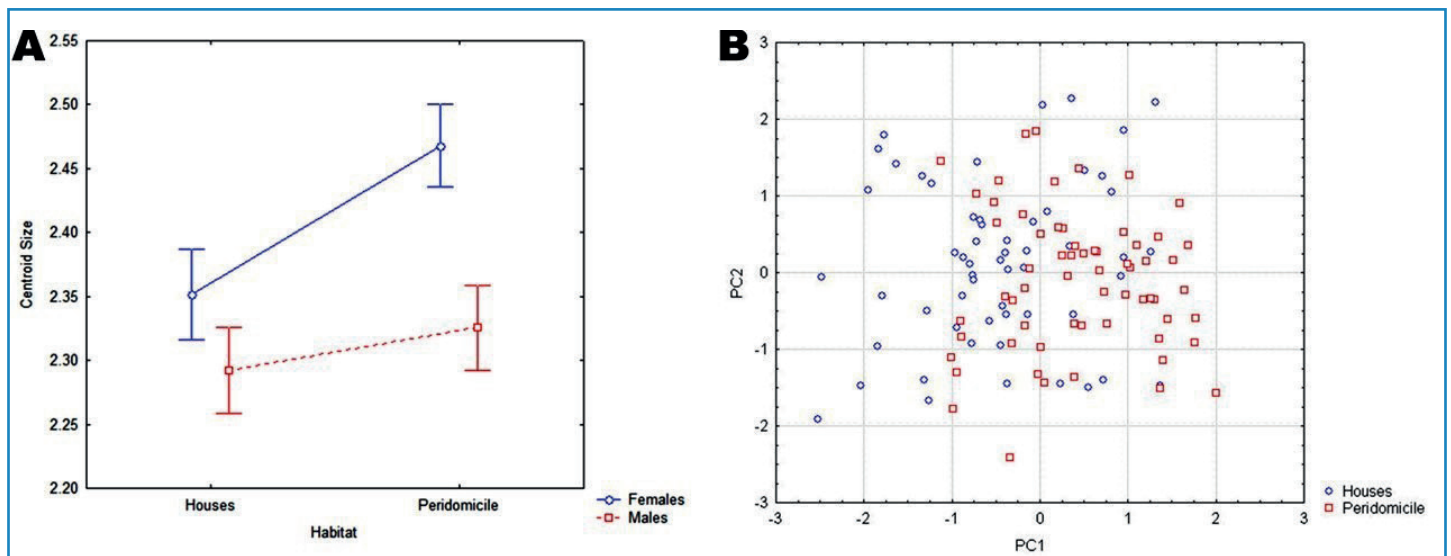 A
2.55
2.50
2.45
2.40
2.35
2.30
2.25
2.20
Centroid Size
Houses
Peridomicile
Habitat
Females
Males
B
3
2
1
0
-1
-2
-3
PC2
-3
-2
-1
0
1
2
3
PC1
Houses
Peridomicile